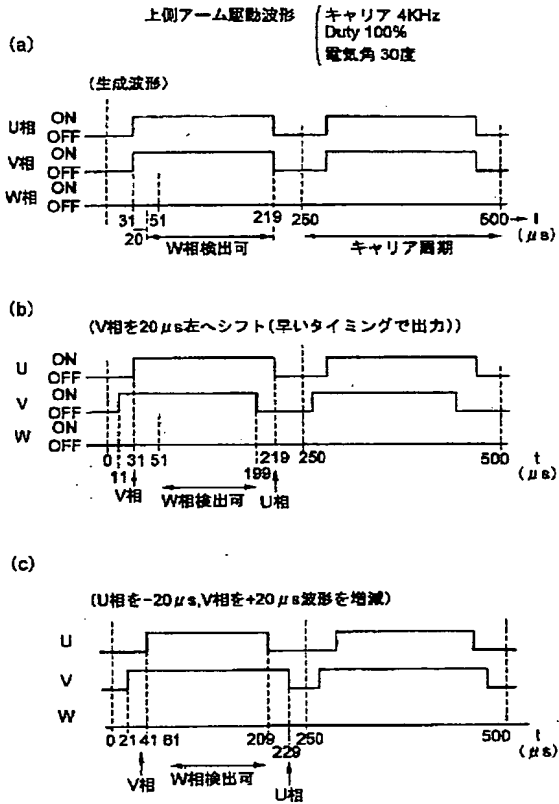 上側アーム駆動波形
キャリア 4KHz
Duty 100%
電気角 30度
(a)
(生成波形)
U相 ON
OFF
V相 ON
OFF
W相 ON
OFF
31 51 219 250 500 t
20 (μs)
W相検出可 キャリア周期
(b)
(V相を20μs左へシフト(早いタイミングで出力))
U ON
OFF
V ON
OFF
W ON
OFF
0 11 31 51 199 219 250 500 t
(μs)
V相 W相検出可 U相
(c)
(U相を-20μs,V相を+20μs波形を増減)
U
V
W
0 21 41 61 209 229 250 500 t
(μs)
V相 W相検出可 U相